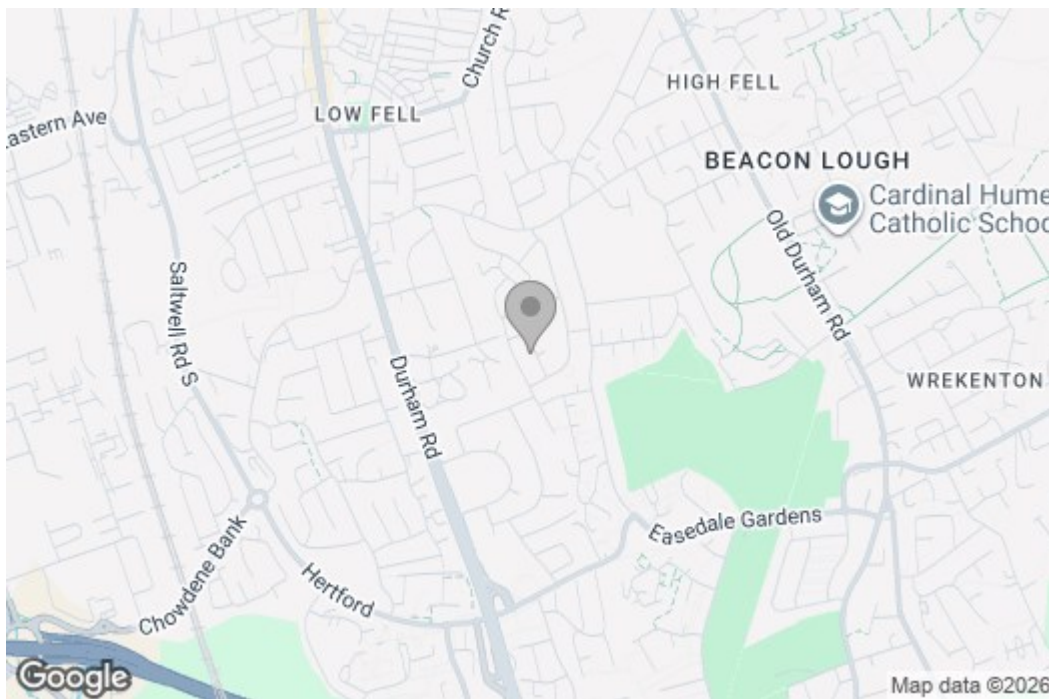 Church R
HIGH FELL
LOW FELL
astern Ave
BEACON LOUGH
Cardinal Hume
Catholic Schoo
Old Durham Rd
Saltwell Rd S
Durham Rd
WREKENTON
Easedale Gardens
Chowdene Bank
Hertford
Google
Map data ©2026